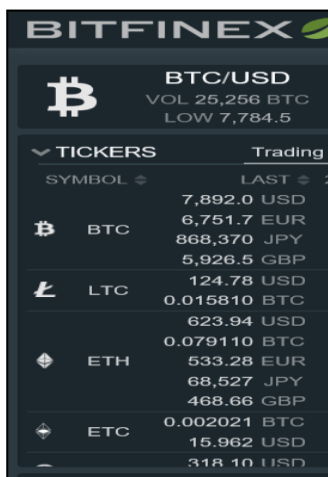 BITFINEX
BTC/USD
VOL 25,256 BTC
LOW 7,784.5
TICKERS Trading
SYMBOL LAST
7,892.0 USD
6,751.7 EUR
BTC 868,370 JPY
5,926.5 GBP
LTC 124.78 USD
0.015810 BTC
623.94 USD
0.079110 BTC
ETH 533.28 EUR
68,527 JPY
468.66 GBP
ETC 0.002021 BTC
15.962 USD
318.10 USD